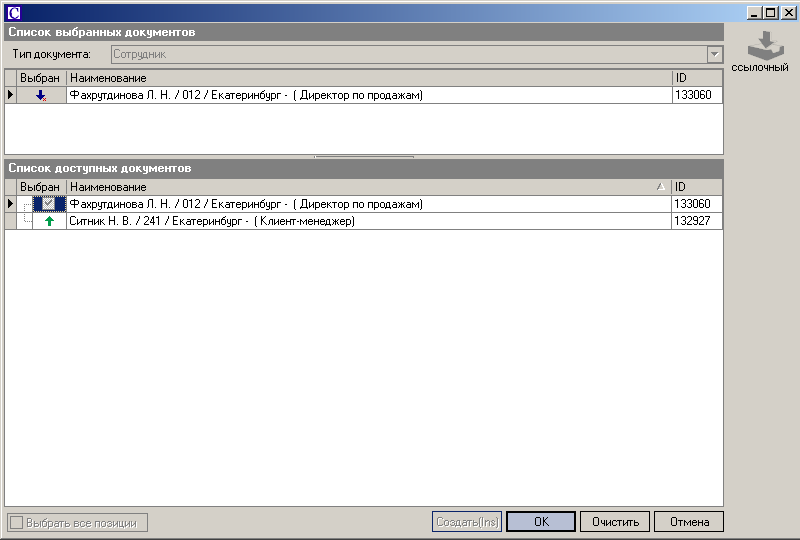 C
Список выбранных документов
Тип документа: Сотрудник
ссылочный
Выбран Наименование ID
Фахрутдинова Л. Н. / 012 / Екатеринбург - ( Директор по продажам) 133060
Список доступных документов
Выбран Наименование ID
Фахрутдинова Л. Н. / 012 / Екатеринбург - ( Директор по продажам) 133060
Ситник Н. В. / 241 / Екатеринбург - ( Клиент-менеджер) 132927
Выбрать все позиции Создать(Ins) OK Очистить Отмена